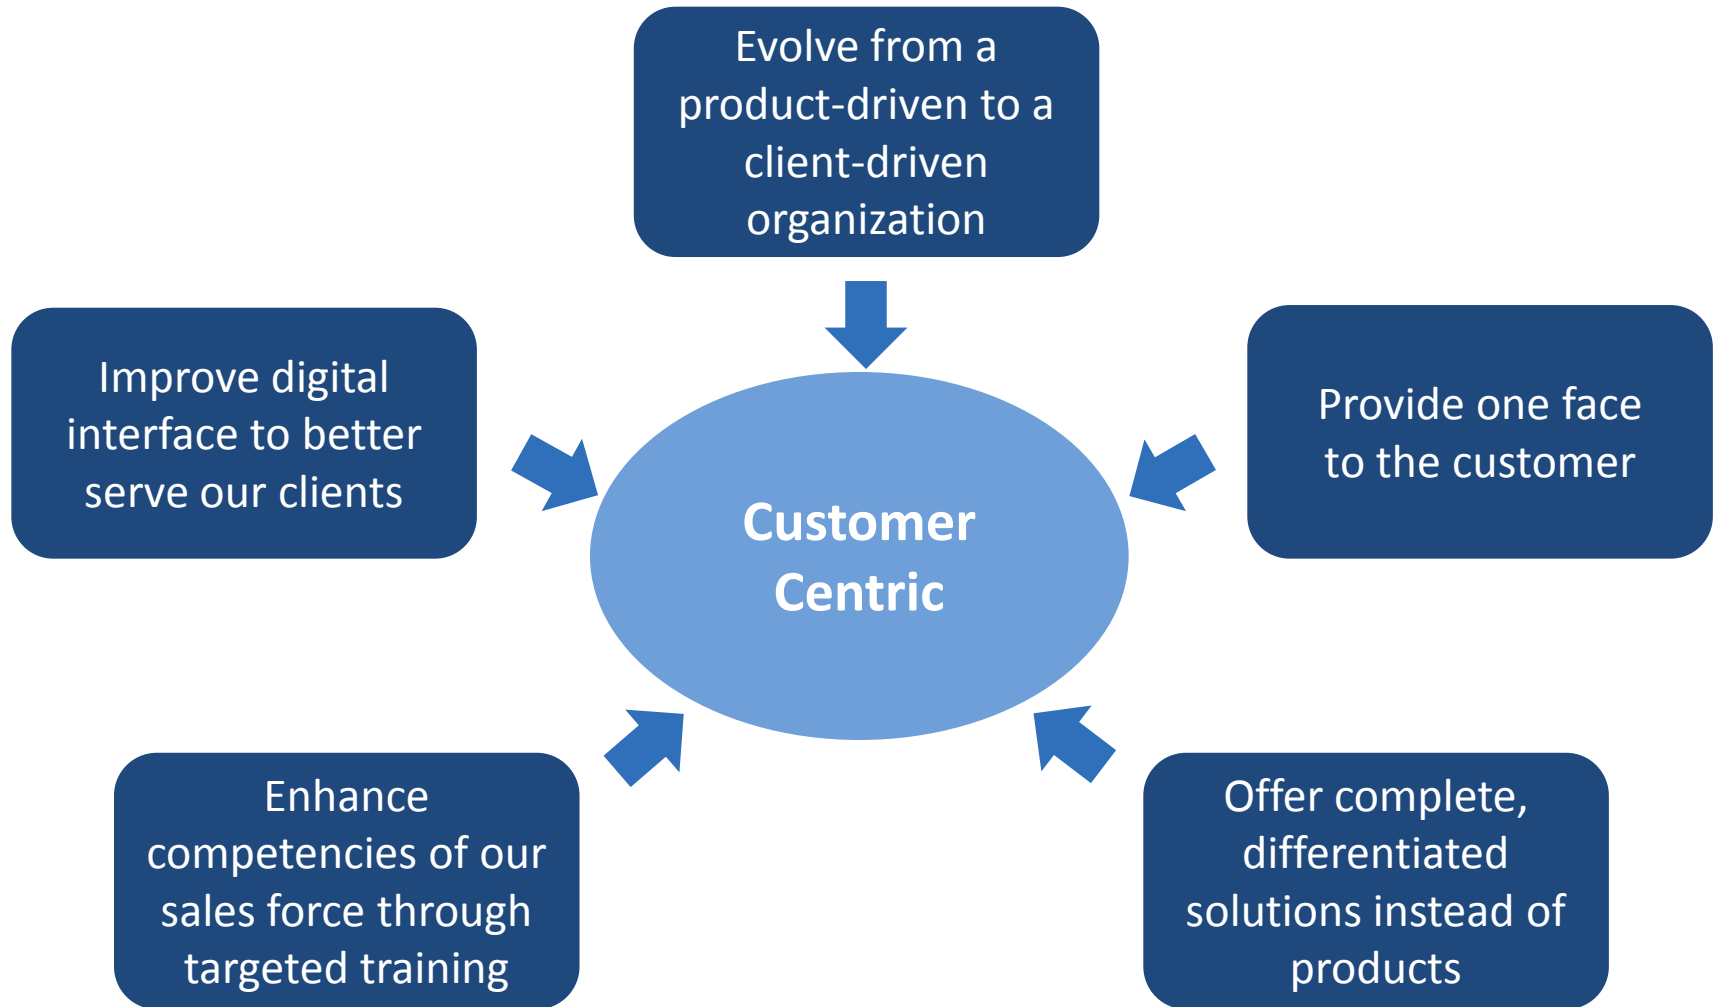 Evolve from a
product-driven to a
client-driven
organization
Improve digital
interface to better
serve our clients
Provide one face
to the customer
Customer
Centric
Enhance
competencies of our
sales force through
targeted training
Offer complete,
differentiated
solutions instead of
products